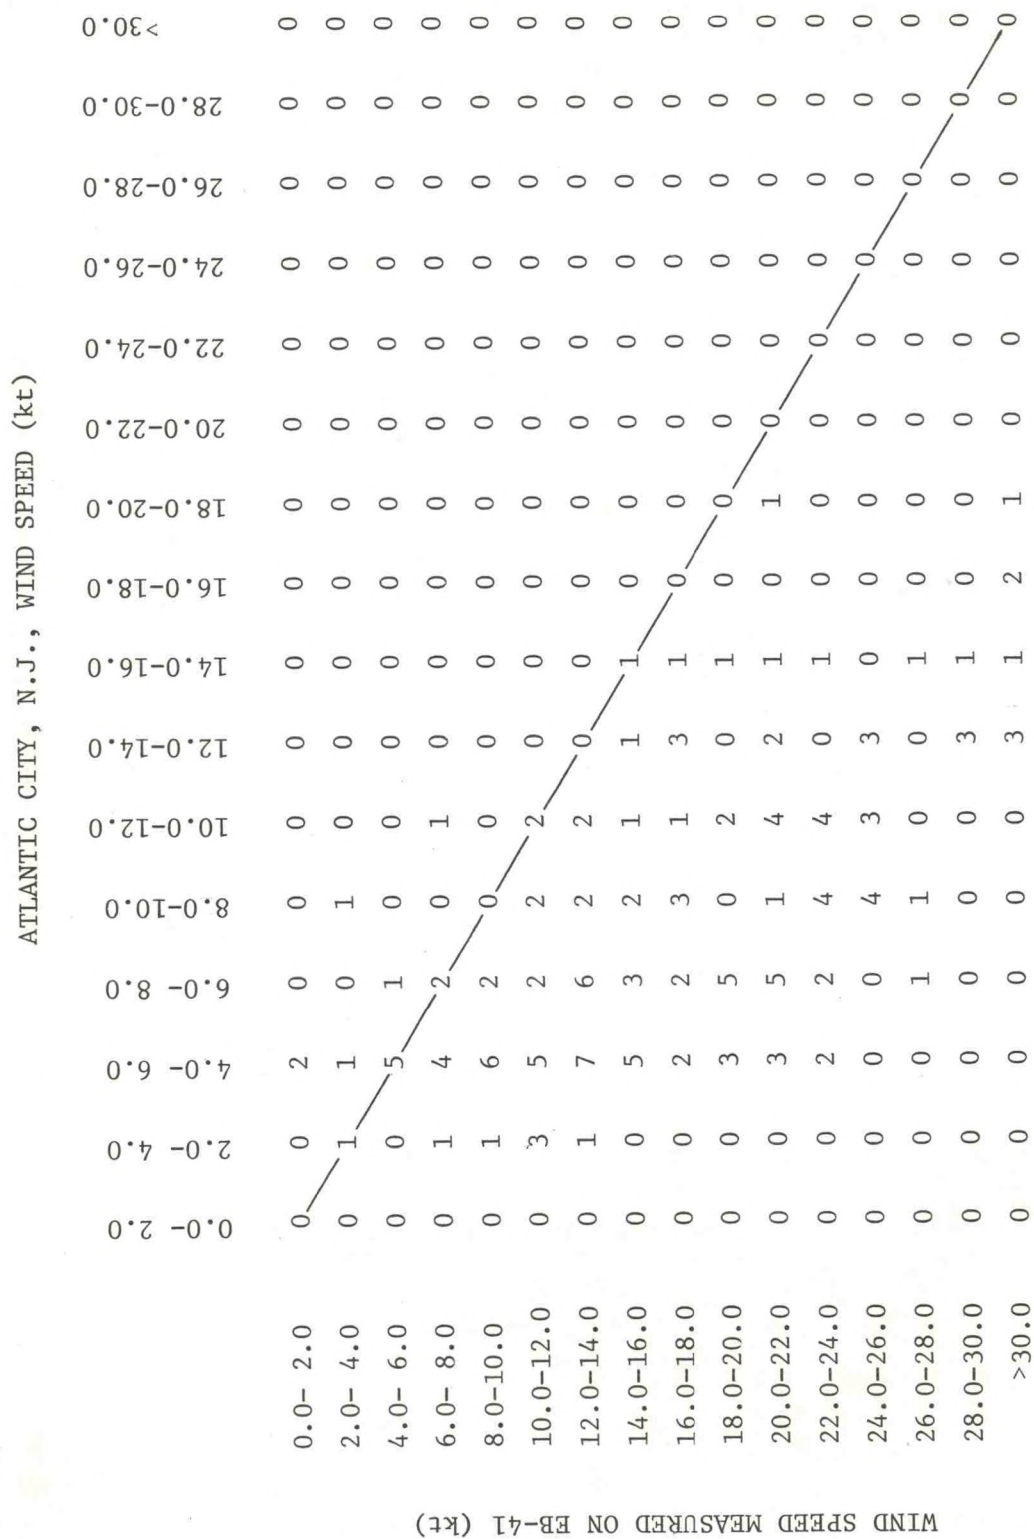 ATLANTIC CITY, N.J., WIND SPEED (kt)
0.0- 2.0 2.0- 4.0 4.0- 6.0 6.0- 8.0 8.0-10.0 10.0-12.0 12.0-14.0 14.0-16.0 16.0-18.0 18.0-20.0 20.0-22.0 22.0-24.0 24.0-26.0 26.0-28.0 28.0-30.0 >30.0
WIND SPEED MEASURED ON EB-41 (kt)
0.0- 2.0 0 0 2 0 0 0 0 0 0 0 0 0 0 0 0 0
2.0- 4.0 0 1 1 0 1 0 0 0 0 0 0 0 0 0 0 0
4.0- 6.0 0 0 5 1 0 0 0 0 0 0 0 0 0 0 0 0
6.0- 8.0 0 1 4 2 0 1 0 0 0 0 0 0 0 0 0 0
8.0-10.0 0 1 6 2 0 0 0 0 0 0 0 0 0 0 0 0
10.0-12.0 0 3 5 2 2 2 0 0 0 0 0 0 0 0 0 0
12.0-14.0 0 1 7 6 2 2 0 0 0 0 0 0 0 0 0 0
14.0-16.0 0 0 5 3 2 1 1 1 0 0 0 0 0 0 0 0
16.0-18.0 0 0 2 2 3 1 3 1 0 0 0 0 0 0 0 0
18.0-20.0 0 0 3 5 0 2 0 1 0 0 0 0 0 0 0 0
20.0-22.0 0 0 3 5 1 4 2 1 0 1 0 0 0 0 0 0
22.0-24.0 0 0 2 2 4 4 0 1 0 0 0 0 0 0 0 0
24.0-26.0 0 0 0 0 4 3 3 0 0 0 0 0 0 0 0 0
26.0-28.0 0 0 0 1 1 0 0 1 0 0 0 0 0 0 0 0
28.0-30.0 0 0 0 0 0 0 3 1 0 0 0 0 0 0 0 0
>30.0 0 0 0 0 0 0 3 1 2 1 0 0 0 0 0 0